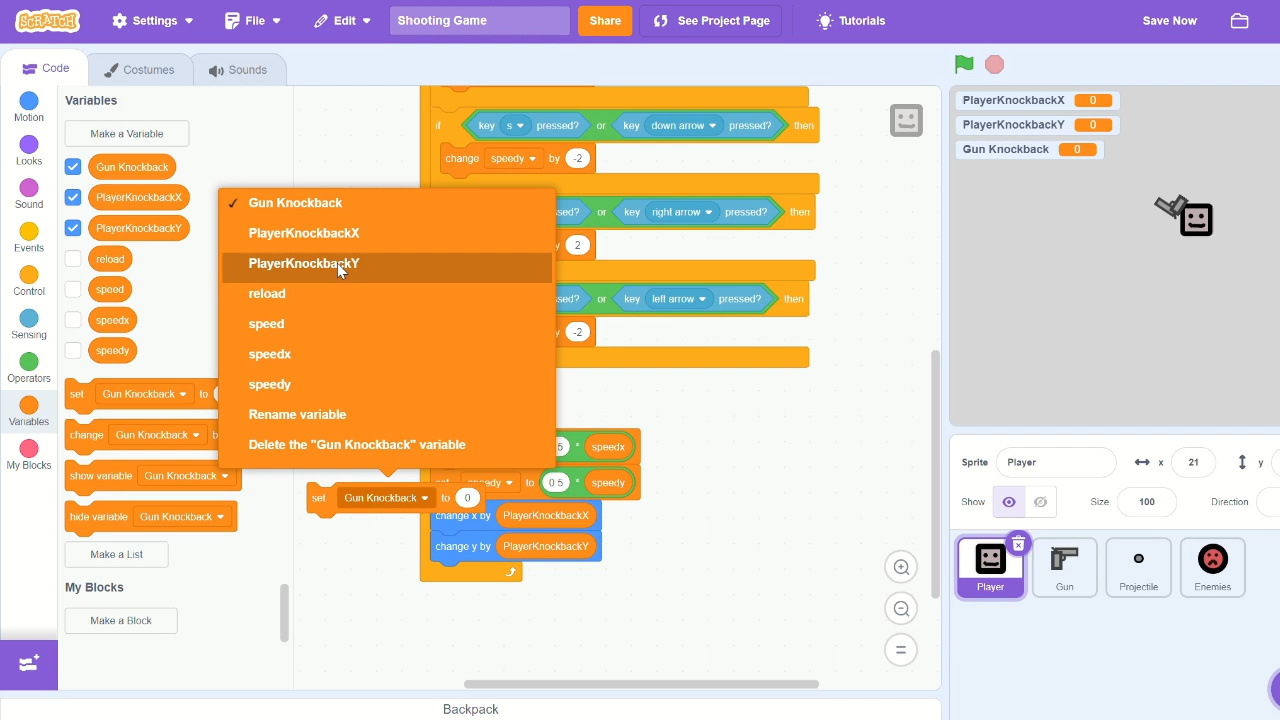 SCRATCH Settings File Edit Shooting Game Share See Project Page Tutorials Save Now
Code Costumes Sounds
Motion
Looks
Sound
Events
Control
Sensing
Operators
Variables
My Blocks
Variables
Make a Variable
Gun Knockback
PlayerKnockbackX
PlayerKnockbackY
reload
speed
speedx
speedy
set Gun Knockback to
change Gun Knockback b
show variable Gun Knockback
hide variable Gun Knockback
Make a List
My Blocks
Make a Block
✓ Gun Knockback
PlayerKnockbackX
PlayerKnockbackY
reload
speed
speedx
speedy
Rename variable
Delete the "Gun Knockback" variable
set Gun Knockback to 0
if key s pressed? or key down arrow pressed? then
change speedy by -2
sed? or key right arrow pressed? then
y 2
sed? or key left arrow pressed? then
y -2
5 * speedx
set speedy to 0.5 * speedy
change x by PlayerKnockbackX
change y by PlayerKnockbackY
PlayerKnockbackX 0
PlayerKnockbackY 0
Gun Knockback 0
Sprite Player x 21 y
Show Size 100 Direction
Player Gun Projectile Enemies
Backpack